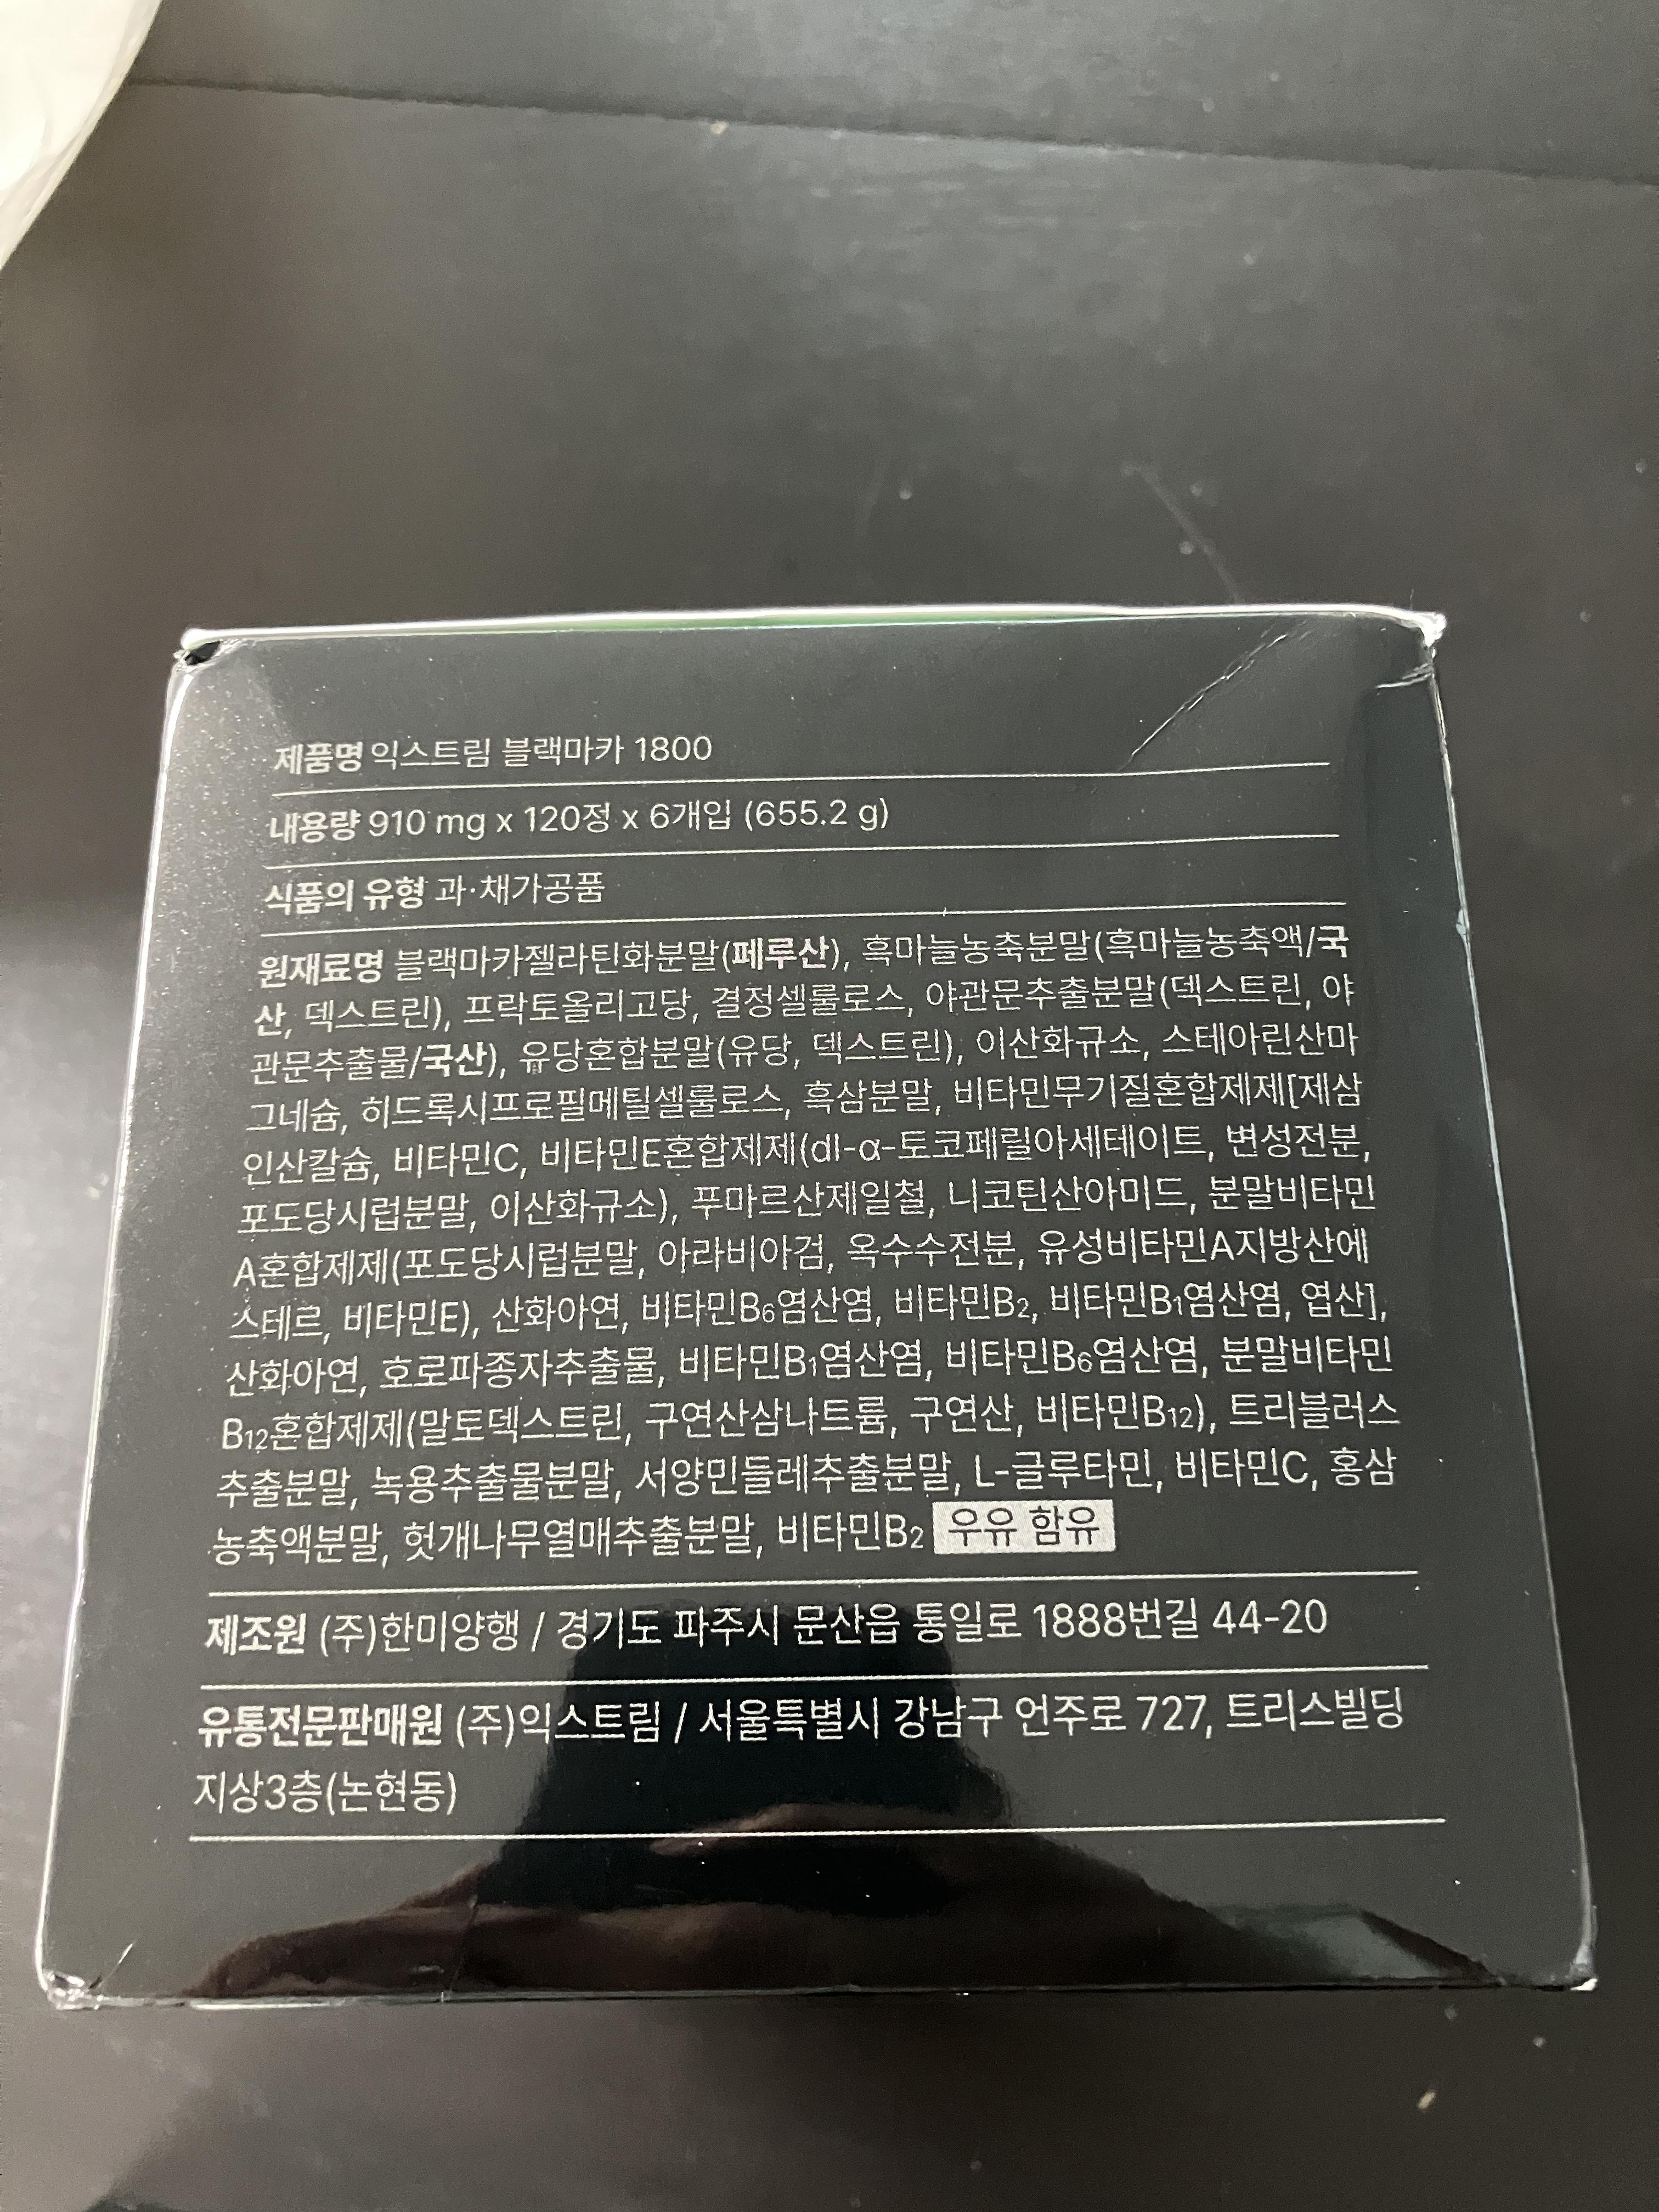 제품명 익스트림 블랙마카 1800
내용량 910 mg x 120정 x 6개입 (655.2 g)
식품의 유형 과·채가공품
원재료명 블랙마카젤라틴화분말(페루산), 흑마늘농축분말(흑마늘농축액/국
산, 덱스트린), 프락토올리고당, 결정셀룰로스, 야관문추출분말(덱스트린, 야
관문추출물/국산), 유당혼합분말(유당, 덱스트린), 이산화규소, 스테아린산마
그네슘, 히드록시프로필메틸셀룰로스, 흑삼분말, 비타민무기질혼합제제[제삼
인산칼슘, 비타민C, 비타민E혼합제제(dl-α-토코페릴아세테이트, 변성전분,
포도당시럽분말, 이산화규소), 푸마르산제일철, 니코틴산아미드, 분말비타민
A혼합제제(포도당시럽분말, 아라비아검, 옥수수전분, 유성비타민A지방산에
스테르, 비타민E), 산화아연, 비타민B₆염산염, 비타민B₂, 비타민B₁염산염, 엽산],
산화아연, 호로파종자추출물, 비타민B₁염산염, 비타민B₆염산염, 분말비타민
B₁₂혼합제제(말토덱스트린, 구연산삼나트륨, 구연산, 비타민B₁₂), 트리블러스
추출분말, 녹용추출물분말, 서양민들레추출분말, L-글루타민, 비타민C, 홍삼
농축액분말, 헛개나무열매추출분말, 비타민B₂ 우유 함유
제조원 (주)한미양행 / 경기도 파주시 문산읍 통일로 1888번길 44-20
유통전문판매원 (주)익스트림 / 서울특별시 강남구 언주로 727, 트리스빌딩
지상3층(논현동)